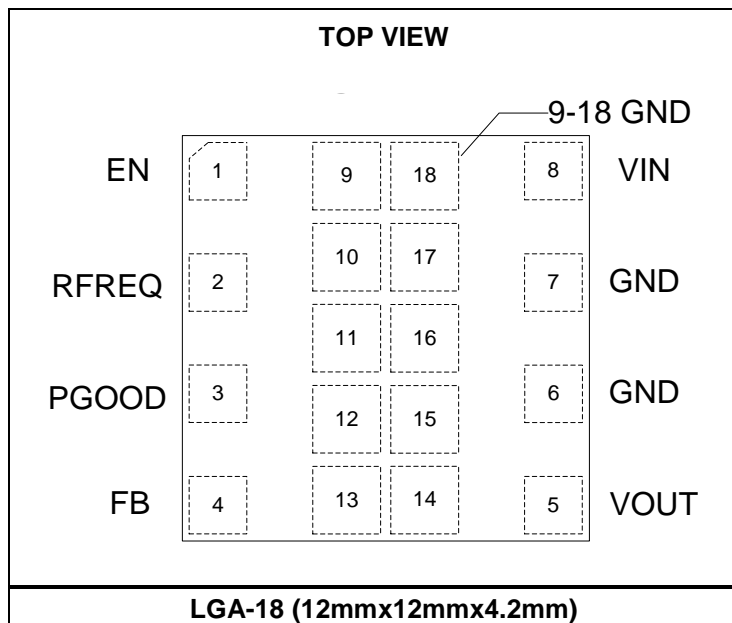 TOP VIEW
9-18 GND
EN 1 9 18 8 VIN
RFREQ 2 10 17 7 GND
11 16
PGOOD 3 12 15 6 GND
FB 4 13 14 5 VOUT
LGA-18 (12mmx12mmx4.2mm)